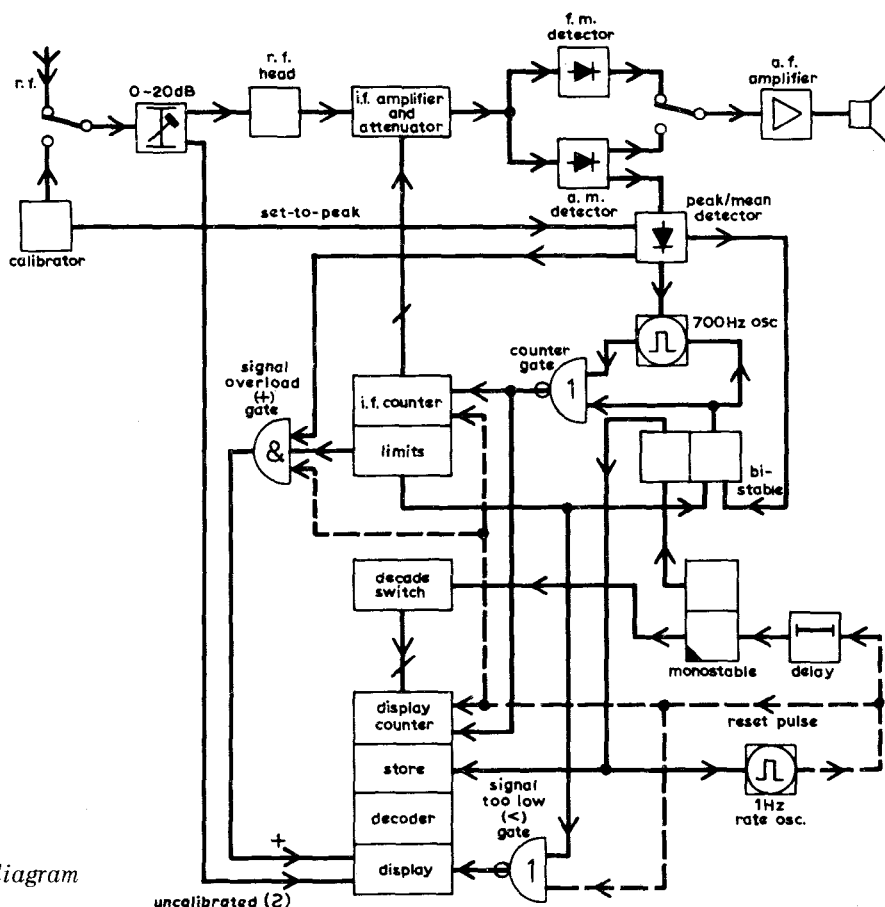 r.f.
0-20dB
r.f.
head
i.f. amplifier
and
attenuator
f.m.
detector
a.f.
amplifier
a.m.
detector
calibrator
set-to-peak
peak/mean
detector
700Hz osc
counter
gate
1
signal
overload
(+)
gate
&
i.f. counter
limits
bi-
stable
decade
switch
monostable
delay
display
counter
reset pulse
store
decoder
display
signal
too low
(<)
gate
1
1Hz
rate osc.
+
uncalibrated (2)
diagram